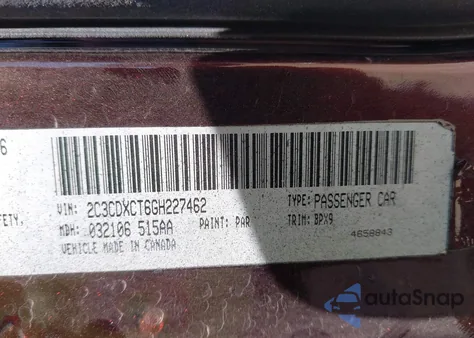 6
VIN: 2C3CDXCT6GH227462 TYPE: PASSENGER CAR
FETY. MDH: 032106 515AA PAINT: PAR TRIM: BPX9
VEHICLE MADE IN CANADA 4658843
autoSnap